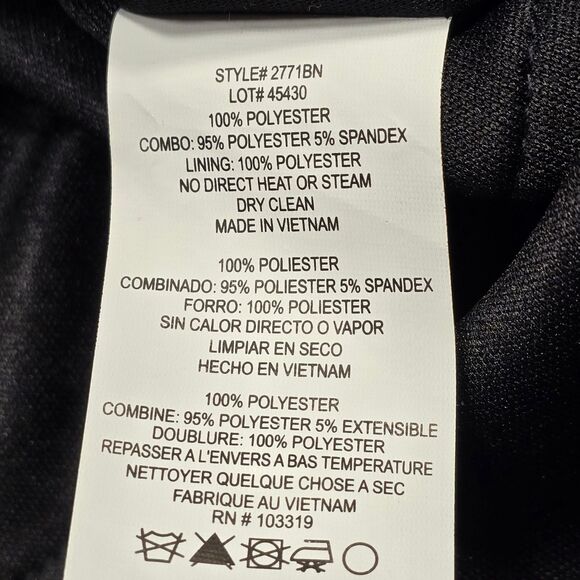 STYLE# 2771BN
LOT# 45430
100% POLYESTER
COMBO: 95% POLYESTER 5% SPANDEX
LINING: 100% POLYESTER
NO DIRECT HEAT OR STEAM
DRY CLEAN
MADE IN VIETNAM
100% POLIESTER
COMBINADO: 95% POLIESTER 5% SPANDEX
FORRO: 100% POLIESTER
SIN CALOR DIRECTO O VAPOR
LIMPIAR EN SECO
HECHO EN VIETNAM
100% POLYESTER
COMBINE: 95% POLYESTER 5% EXTENSIBLE
DOUBLURE: 100% POLYESTER
REPASSER A L'ENVERS A BAS TEMPERATURE
NETTOYER QUELQUE CHOSE A SEC
FABRIQUE AU VIETNAM
RN # 103319